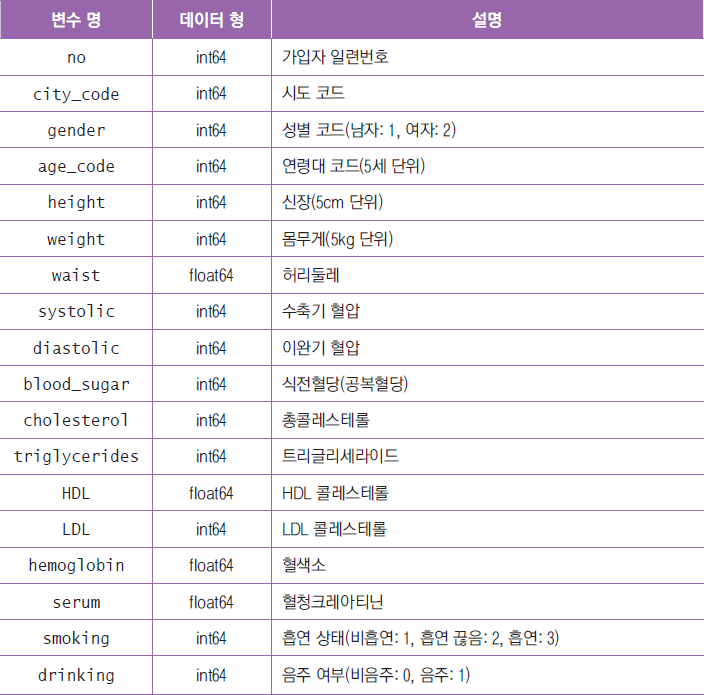 변수 명 데이터 형 설명
no int64 가입자 일련번호
city_code int64 시도 코드
gender int64 성별 코드(남자: 1, 여자: 2)
age_code int64 연령대 코드(5세 단위)
height int64 신장(5cm 단위)
weight int64 몸무게(5kg 단위)
waist float64 허리둘레
systolic int64 수축기 혈압
diastolic int64 이완기 혈압
blood_sugar int64 식전혈당(공복혈당)
cholesterol int64 총콜레스테롤
triglycerides int64 트리글리세라이드
HDL float64 HDL 콜레스테롤
LDL int64 LDL 콜레스테롤
hemoglobin float64 혈색소
serum float64 혈청크레아티닌
smoking int64 흡연 상태(비흡연: 1, 흡연 끊음: 2, 흡연: 3)
drinking int64 음주 여부(비음주: 0, 음주: 1)